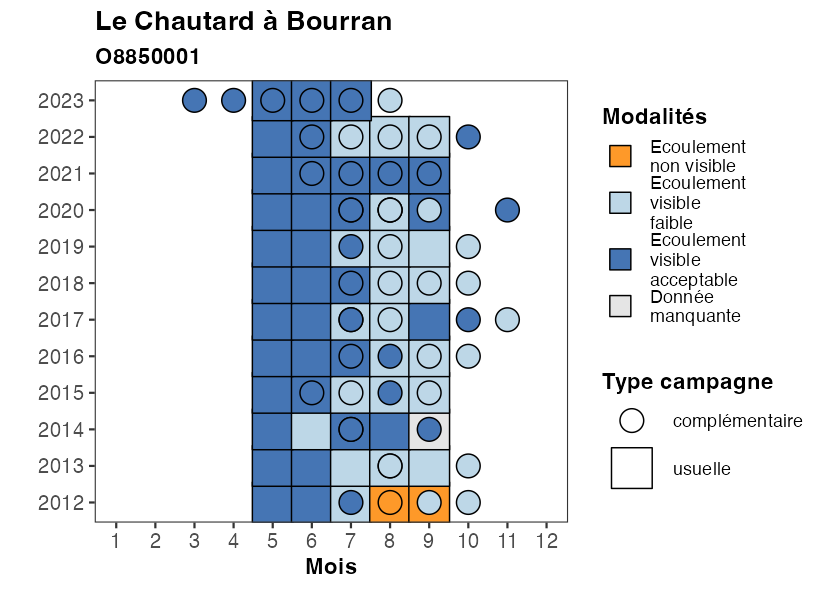 Le Chautard à Bourran
O8850001
2023
2022
2021
2020
2019
2018
2017
2016
2015
2014
2013
2012
1 2 3 4 5 6 7 8 9 10 11 12
Mois
Modalités
Ecoulement
non visible
Ecoulement
visible
faible
Ecoulement
visible
acceptable
Donnée
manquante
Type campagne
complémentaire
usuelle